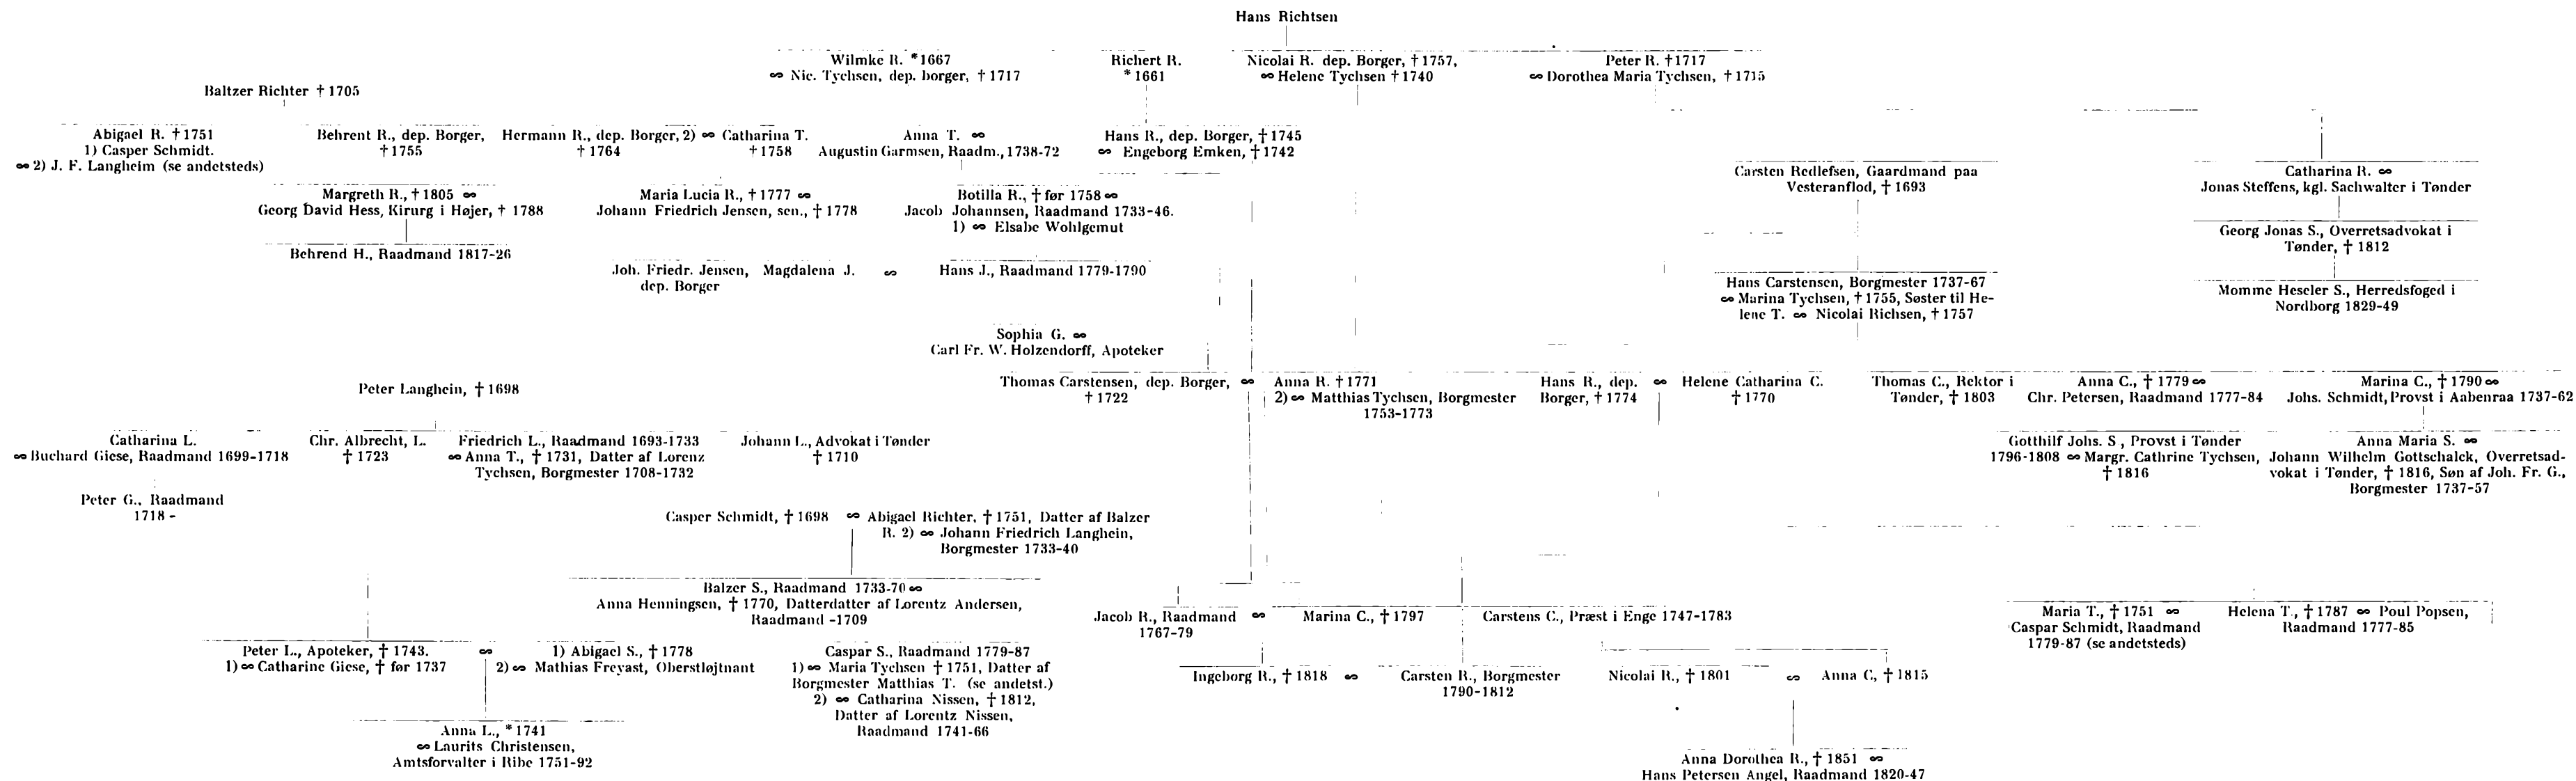 Hans Richtsen
Wilmke R. *1667
∞ Nic. Tychsen, dep. borger, †1717
Richert R.
*1661
Nicolai R. dep. Borger, †1757,
∞ Helene Tychsen †1740
Peter R. †1717
∞ Dorothea Maria Tychsen, †1715
Baltzer Richter †1705
Abigael R. †1751
1) Casper Schmidt.
∞ 2) J. F. Langheim (se andetsteds)
Behrent R., dep. Borger,
†1755
Hermann R., dep. Borger, 2) ∞ Catharina T.
†1764
†1758
Anna T. ∞
Augustin Garmsen, Raadm., 1738-72
Hans R., dep. Borger, †1745
∞ Engeborg Emken, †1742
Carsten Redlefsen, Gaardmand paa
Vesteranflod, †1693
Catharina R. ∞
Jonas Steffens, kgl. Sachwalter i Tønder
Margreth R., †1805 ∞
Georg David Hess, Kirurg i Højer, † 1788
Maria Lucia R., †1777 ∞
Johann Friedrich Jensen, sen., †1778
Botilla R., † før 1758 ∞
Jacob Johannsen, Raadmand 1733-46.
1) ∞ Elsabe Wohlgemut
Georg Jonas S., Overretsadvokat i
Tønder, † 1812
Behrend H., Raadmand 1817-26
Joh. Friedr. Jensen,
dep. Borger
Magdalena J. ∞ Hans J., Raadmand 1779-1790
Hans Carstensen, Borgmester 1737-67
∞ Marina Tychsen, †1755, Søster til He-
lene T. ∞ Nicolai Richsen, †1757
Momme Heseler S., Herredsfoged i
Nordborg 1829-49
Sophia G. ∞
Carl Fr. W. Holzendorff, Apoteker
Peter Langhein, †1698
Thomas Carstensen, dep. Borger, ∞
†1722
Anna R. †1771
2) ∞ Matthias Tychsen, Borgmester
1753-1773
Hans R., dep. ∞ Helene Catharina C.
Borger, †1774
†1770
Thomas C., Rektor i
Tønder, †1803
Anna C., †1779 ∞
Chr. Petersen, Raadmand 1777-84
Marina C., †1790 ∞
Johs. Schmidt, Provst i Aabenraa 1737-62
Catharina L.
∞ Buchard Giese, Raadmand 1699-1718
Chr. Albrecht, L.
†1723
Friedrich L., Raadmand 1693-1733
∞ Anna T., †1731, Datter af Lorenz
Tychsen, Borgmester 1708-1732
Johann L., Advokat i Tønder
†1710
Gotthilf Johs. S., Provst i Tønder
1796-1808 ∞ Margr. Cathrine Tychsen,
†1816
Anna Maria S. ∞
Johann Wilhelm Gottschalck, Overretsad-
vokat i Tønder, †1816, Søn af Joh. Fr. G.,
Borgmester 1737-57
Peter G., Raadmand
1718 -
Casper Schmidt, †1698 ∞ Abigael Richter, †1751, Datter af Balzer
R. 2) ∞ Johann Friedrich Langhein,
Borgmester 1733-40
Balzer S., Raadmand 1733-70 ∞
Anna Henningsen, †1770, Datterdatter af Lorentz Andersen,
Raadmand -1709
Jacob R., Raadmand ∞ Marina C., †1797
1767-79
Carstens C., Præst i Enge 1747-1783
Maria T., †1751 ∞
Caspar Schmidt, Raadmand
1779-87 (se andetsteds)
Helena T., †1787 ∞ Poul Popsen,
Raadmand 1777-85
Peter L., Apoteker, †1743. ∞
1) ∞ Catharine Giese, † før 1737
1) Abigael S., †1778
2) ∞ Mathias Freyast, Oberstløjtnant
Caspar S., Raadmand 1779-87
1) ∞ Maria Tychsen †1751, Datter af
Borgmester Matthias T. (se andetst.)
2) ∞ Catharina Nissen, †1812,
Datter af Lorentz Nissen,
Raadmand 1741-66
Ingeborg R., †1818 ∞ Carsten R., Borgmester
1790-1812
Nicolai R., †1801 ∞ Anna C, †1815
Anna L., *1741
∞ Laurits Christensen,
Amtsforvalter i Ribe 1751-92
Anna Dorothea R., †1851 ∞
Hans Petersen Angel, Raadmand 1820-47